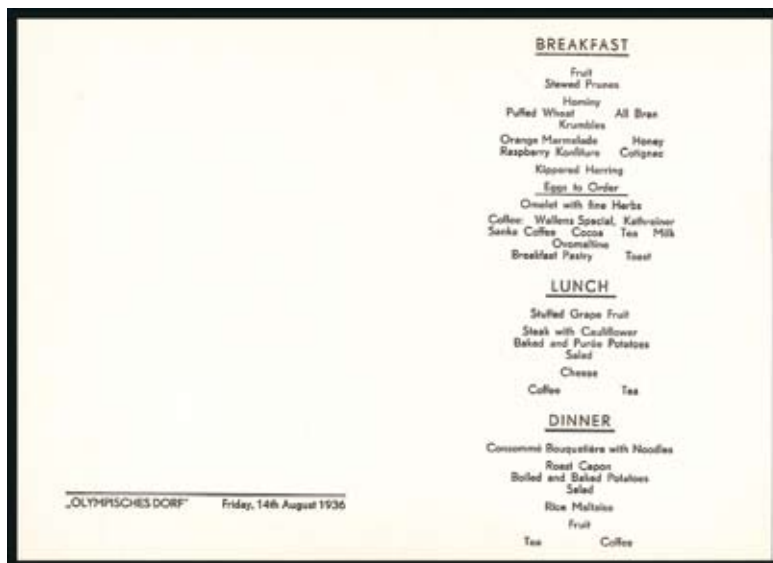 „OLYMPISCHES DORF" Friday, 14th August 1936
BREAKFAST
Fruit
Stewed Prunes
Hominy
Puffed Wheat All Bran
Krumbles
Orange Marmelade Honey
Raspberry Konfiture Cotignac
Kippered Herring
Eggs to Order
Omelet with fine Herbs
Coffee: Wallens Special, Kathreiner
Sanka Coffee Cocoa Tea Milk
Ovomaltine
Breakfast Pastry Toast
LUNCH
Stuffed Grape Fruit
Steak with Cauliflower
Baked and Purée Potatoes
Salad
Cheese
Coffee Tea
DINNER
Consommé Bouquetière with Noodles
Roast Capon
Boiled and Baked Potatoes
Salad
Rice Maltaise
Fruit
Tea Coffee